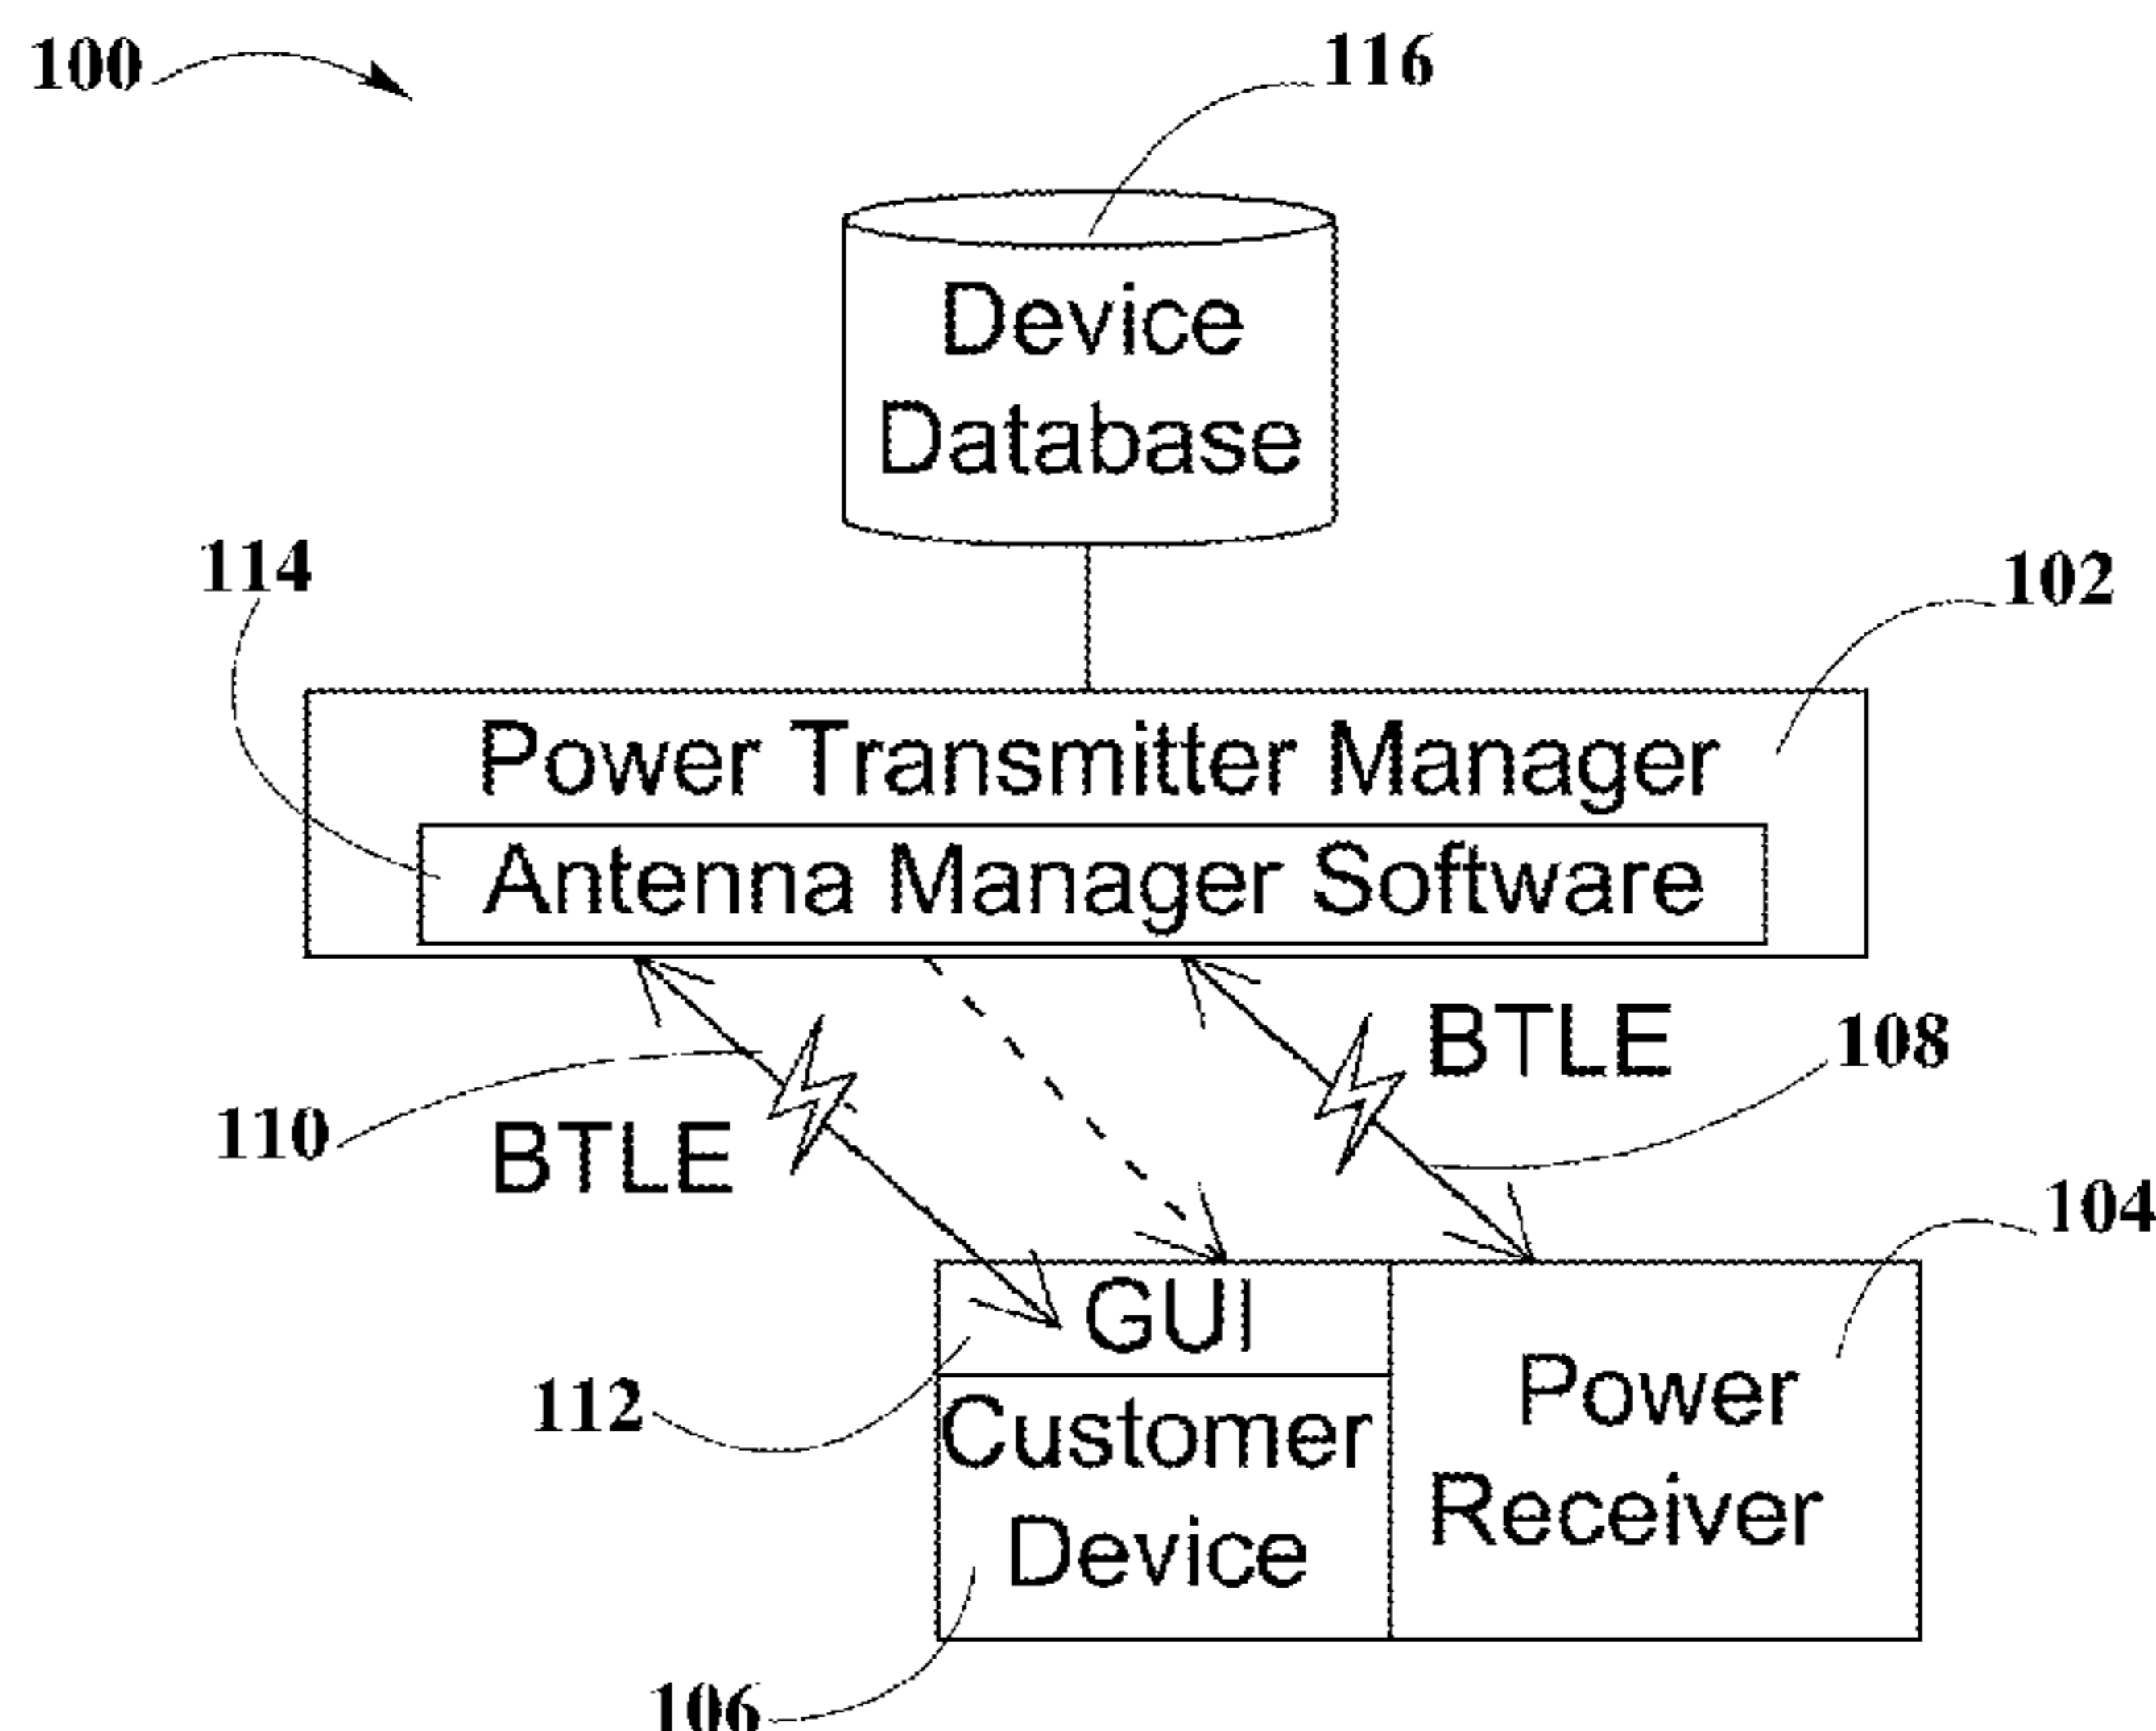 100
116
Device
Database
114
102
Power Transmitter Manager
Antenna Manager Software
BTLE
108
110
BTLE
104
GUI
112
Customer
Device
Power
Receiver
106